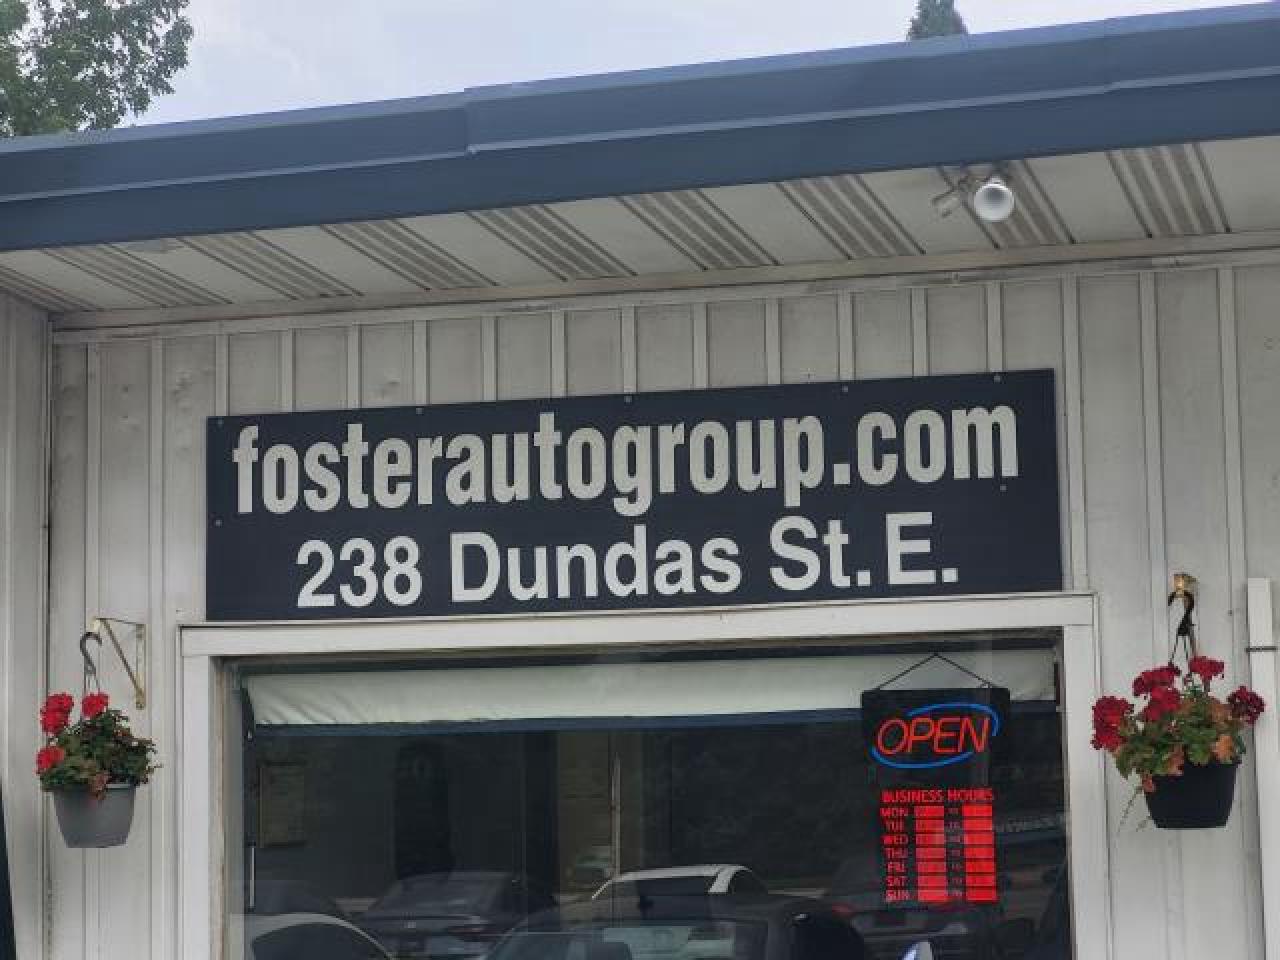 fosterautogroup.com
238 Dundas St. E.
OPEN
BUSINESS HOURS
MON
TUE
WED
THU
FRI
SAT
SUN